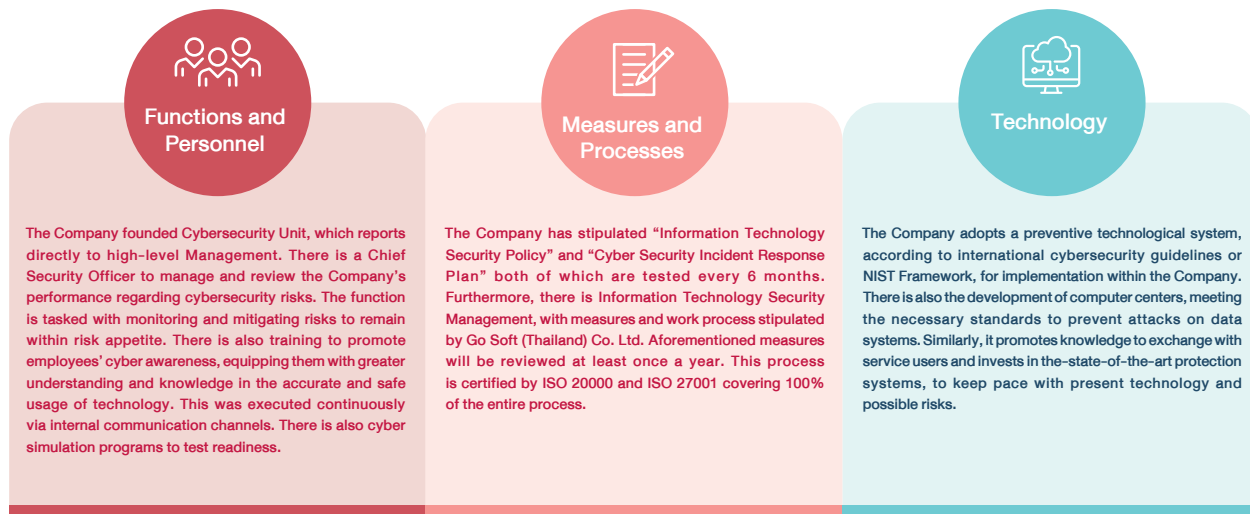 Functions and
Personnel
The Company founded Cybersecurity Unit, which reports
directly to high-level Management. There is a Chief
Security Officer to manage and review the Company's
performance regarding cybersecurity risks. The function
is tasked with monitoring and mitigating risks to remain
within risk appetite. There is also training to promote
employees' cyber awareness, equipping them with greater
understanding and knowledge in the accurate and safe
usage of technology. This was executed continuously
via internal communication channels. There is also cyber
simulation programs to test readiness.
Measures and
Processes
The Company has stipulated “Information Technology
Security Policy” and “Cyber Security Incident Response
Plan” both of which are tested every 6 months.
Furthermore, there is Information Technology Security
Management, with measures and work process stipulated
by Go Soft (Thailand) Co. Ltd. Aforementioned measures
will be reviewed at least once a year. This process
is certified by ISO 20000 and ISO 27001 covering 100%
of the entire process.
Technology
The Company adopts a preventive technological system,
according to international cybersecurity guidelines or
NIST Framework, for implementation within the Company.
There is also the development of computer centers, meeting
the necessary standards to prevent attacks on data
systems. Similarly, it promotes knowledge to exchange with
service users and invests in the-state-of-the-art protection
systems, to keep pace with present technology and
possible risks.